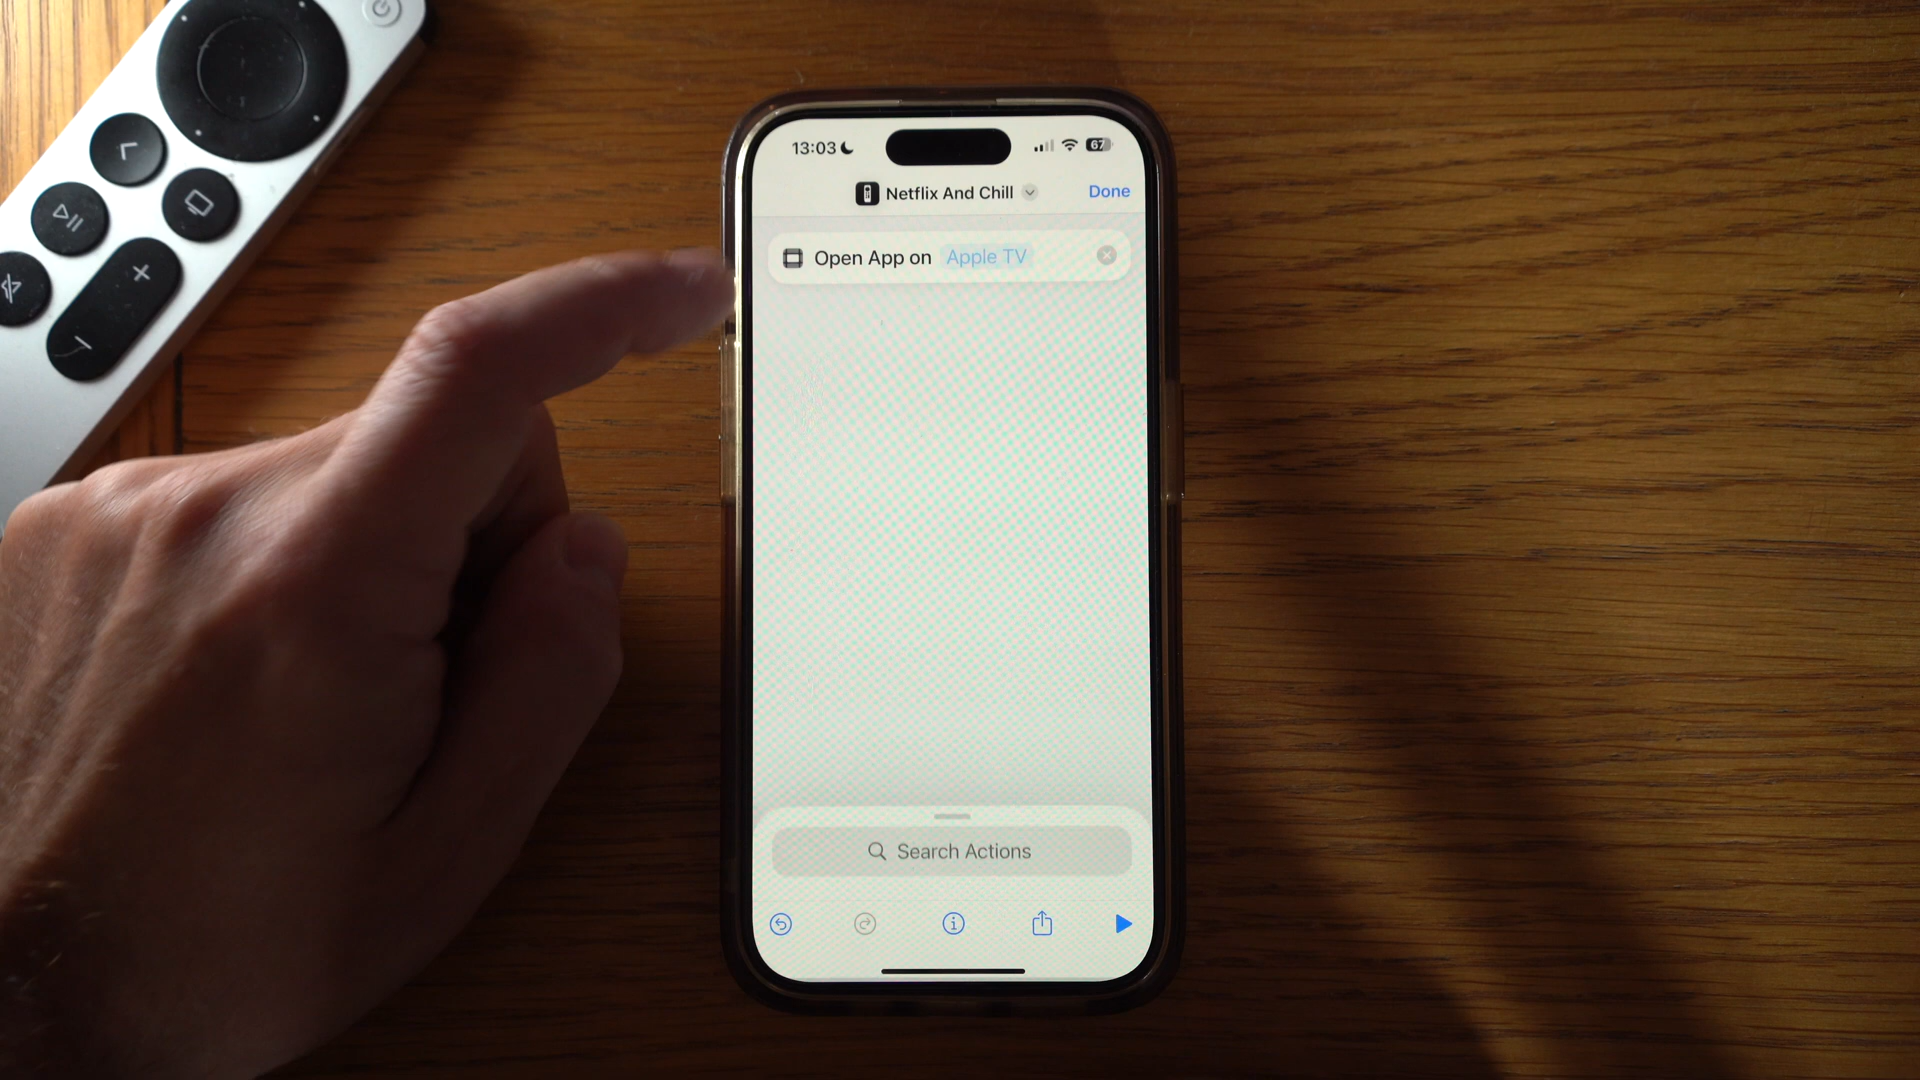 13:03
67
Netflix And Chill
Done
Open App on Apple TV
Search Actions